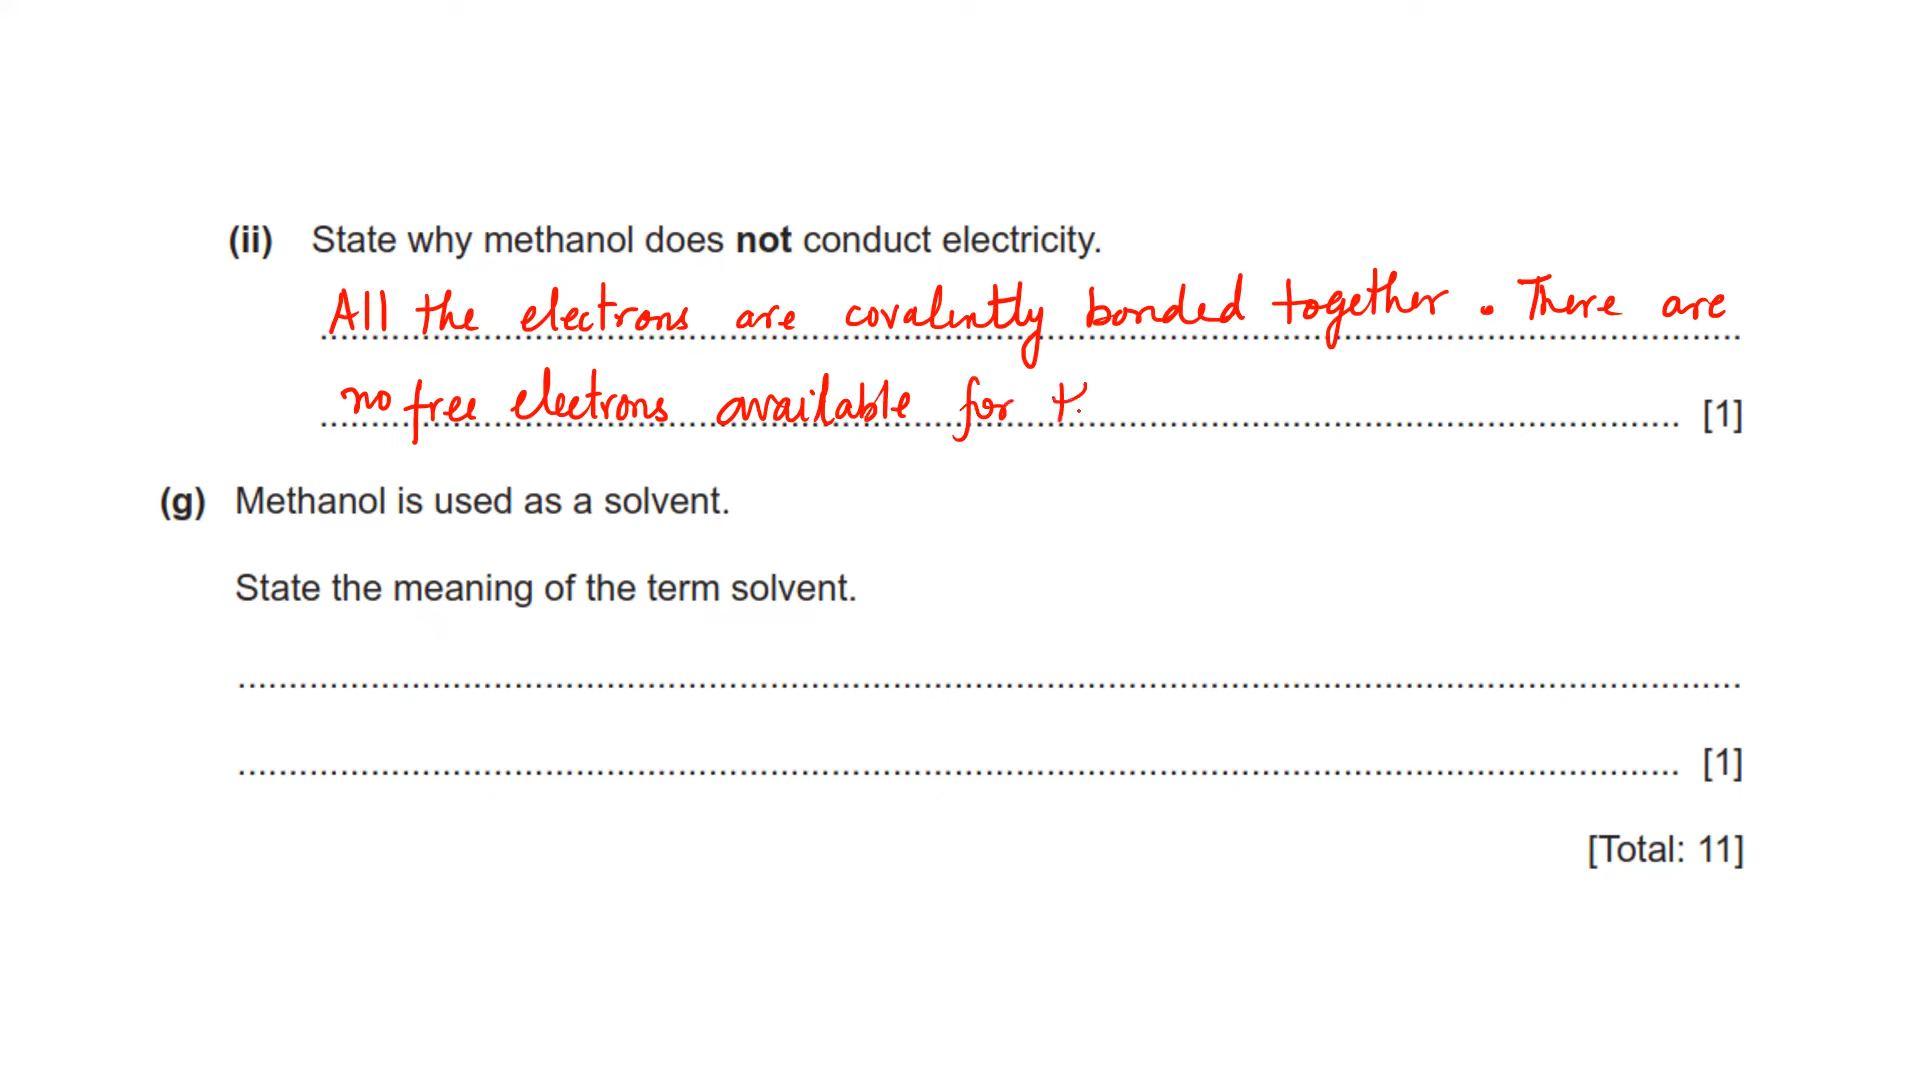 (ii) State why methanol does not conduct electricity.
All the electrons are covalently bonded together. There are
no free electrons available for t
[1]
(g) Methanol is used as a solvent.
State the meaning of the term solvent.
[1]
[Total: 11]